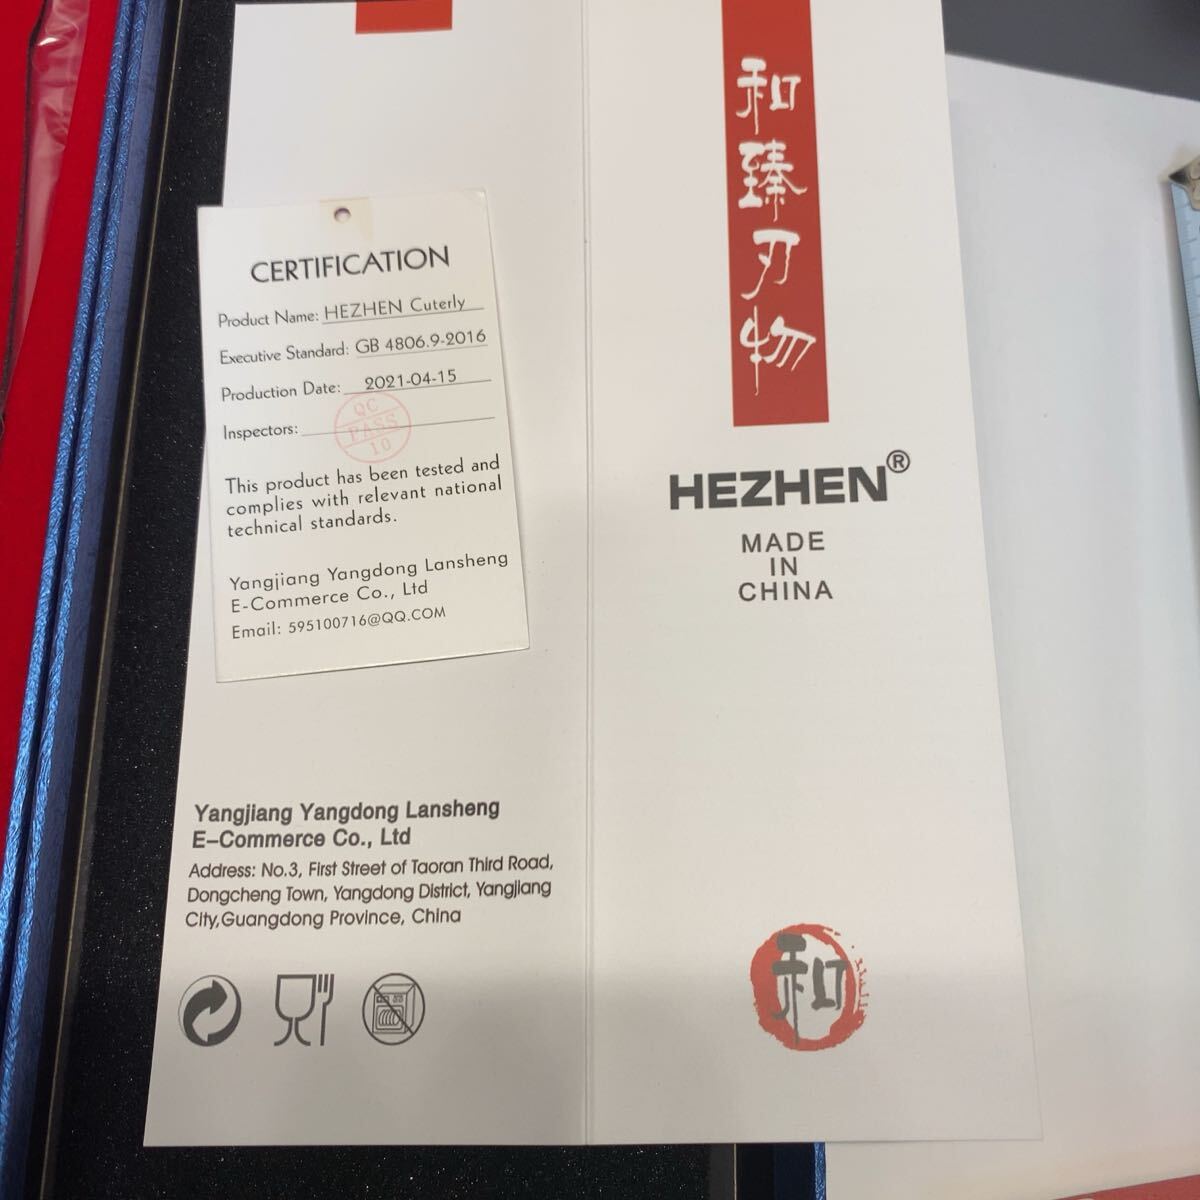 CERTIFICATION
Product Name: HEZHEN Cuterly
Executive Standard: GB 4806.9-2016
Production Date: 2021-04-15
Inspectors:
QC
PASS
10
This product has been tested and
complies with relevant national
technical standards.
Yangjiang Yangdong Lansheng
E-Commerce Co., Ltd
Email: 595100716@QQ.COM
Yangjiang Yangdong Lansheng
E-Commerce Co., Ltd
Address: No.3, First Street of Taoran Third Road,
Dongcheng Town, Yangdong District, Yangjiang
City,Guangdong Province, China
和臻刃物
HEZHEN®
MADE
IN
CHINA
和